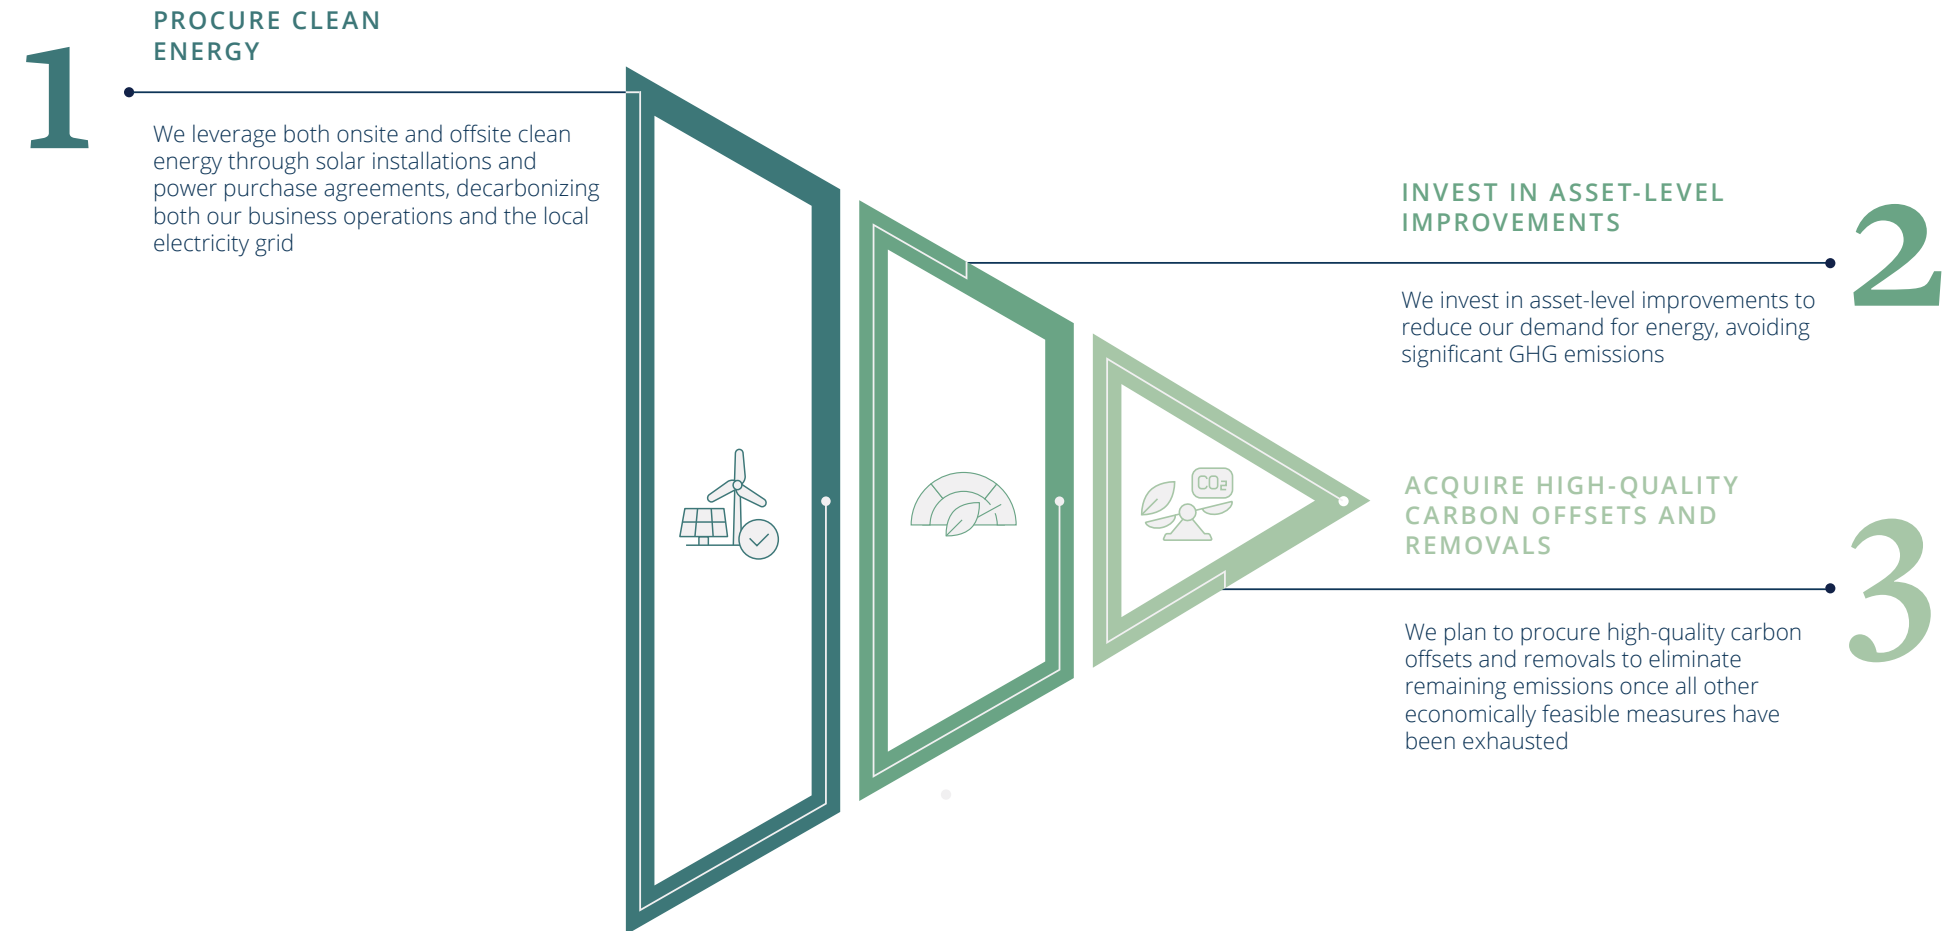 1
PROCURE CLEAN
ENERGY
We leverage both onsite and offsite clean
energy through solar installations and
power purchase agreements, decarbonizing
both our business operations and the local
electricity grid
INVEST IN ASSET-LEVEL
IMPROVEMENTS
2
We invest in asset-level improvements to
reduce our demand for energy, avoiding
significant GHG emissions
CO₂
ACQUIRE HIGH-QUALITY
CARBON OFFSETS AND
REMOVALS
3
We plan to procure high-quality carbon
offsets and removals to eliminate
remaining emissions once all other
economically feasible measures have
been exhausted